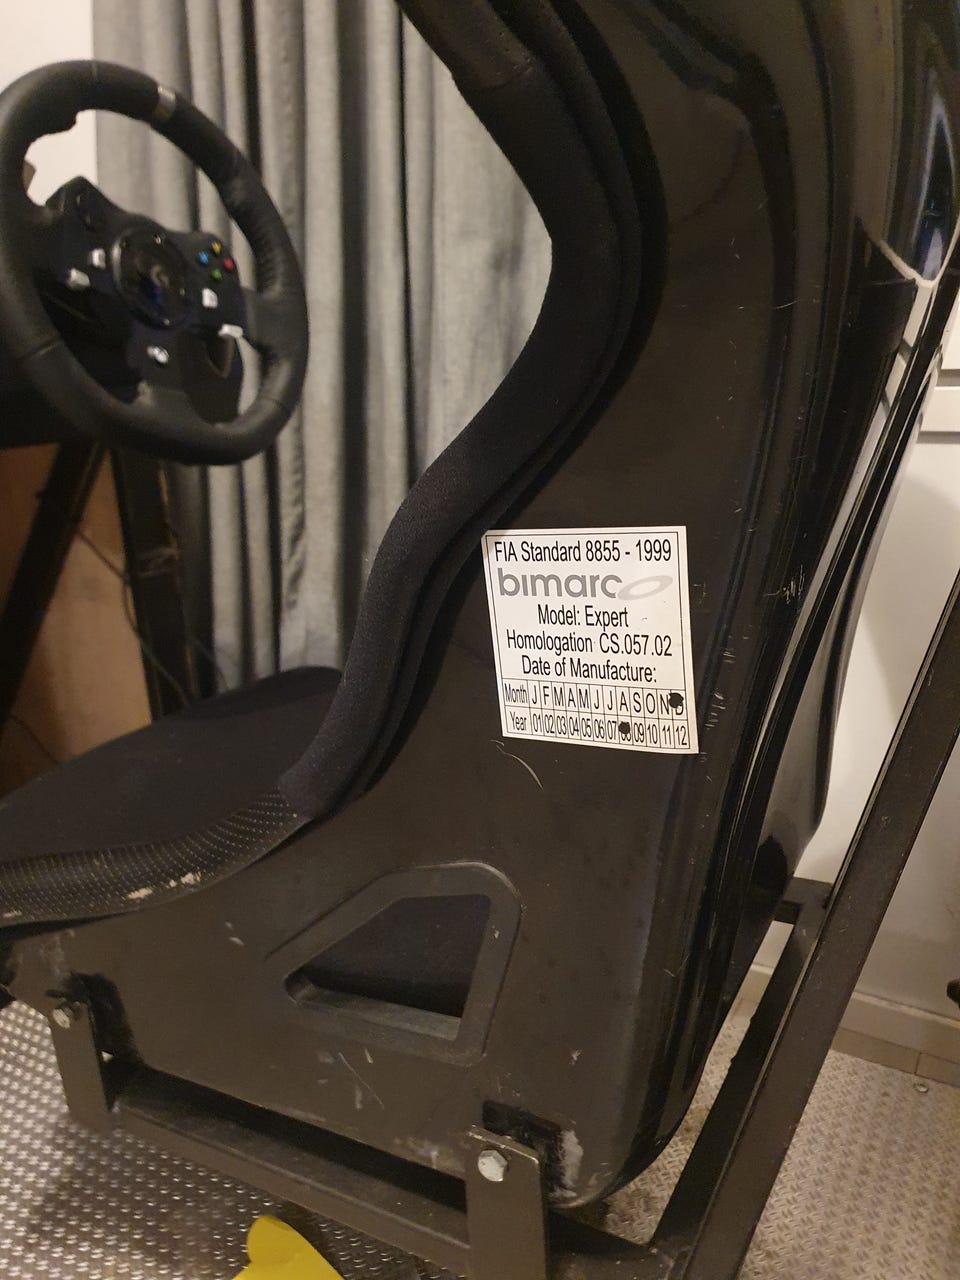 FIA Standard 8855 - 1999
bimarco
Model: Expert
Homologation CS.057.02
Date of Manufacture:
Month J F M A M J J A S O N D
Year 01 02 03 04 05 06 07 09 10 11 12